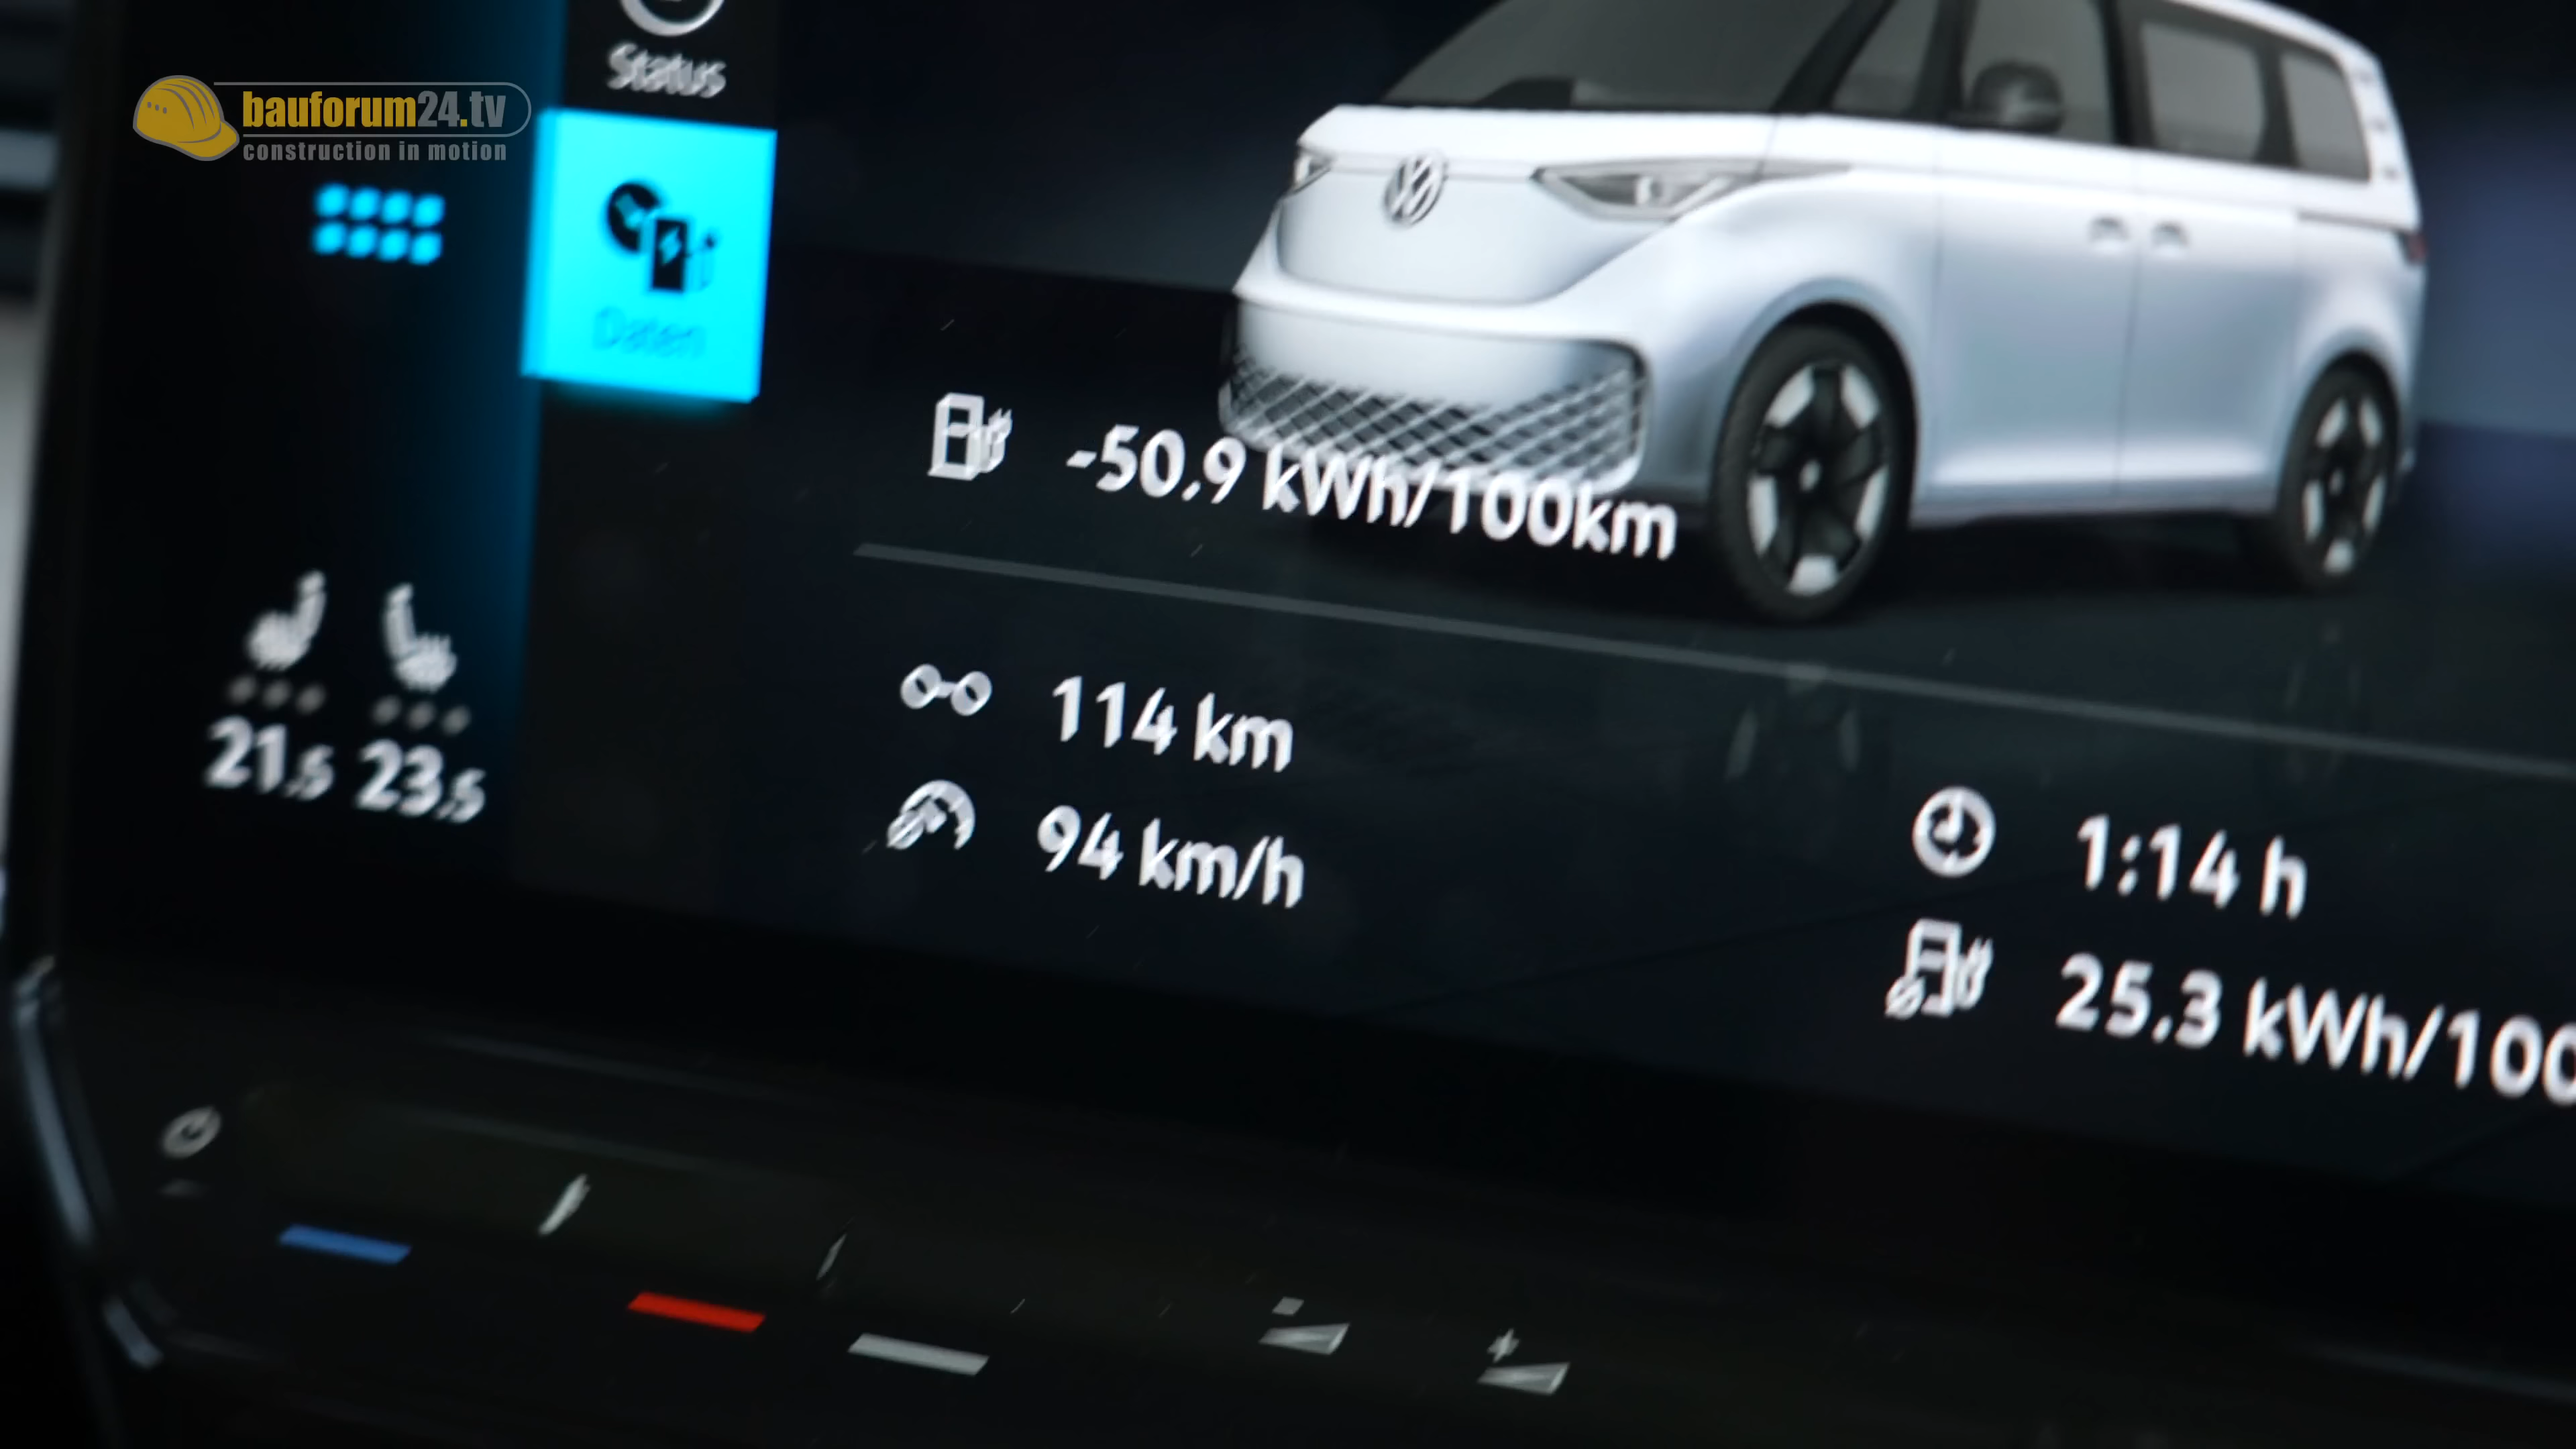 Status
bauforum24.tv
construction in motion
Daten
-50,9 kWh/100km
21,5 23,5
114 km
94 km/h
1:14 h
25,3 kWh/100